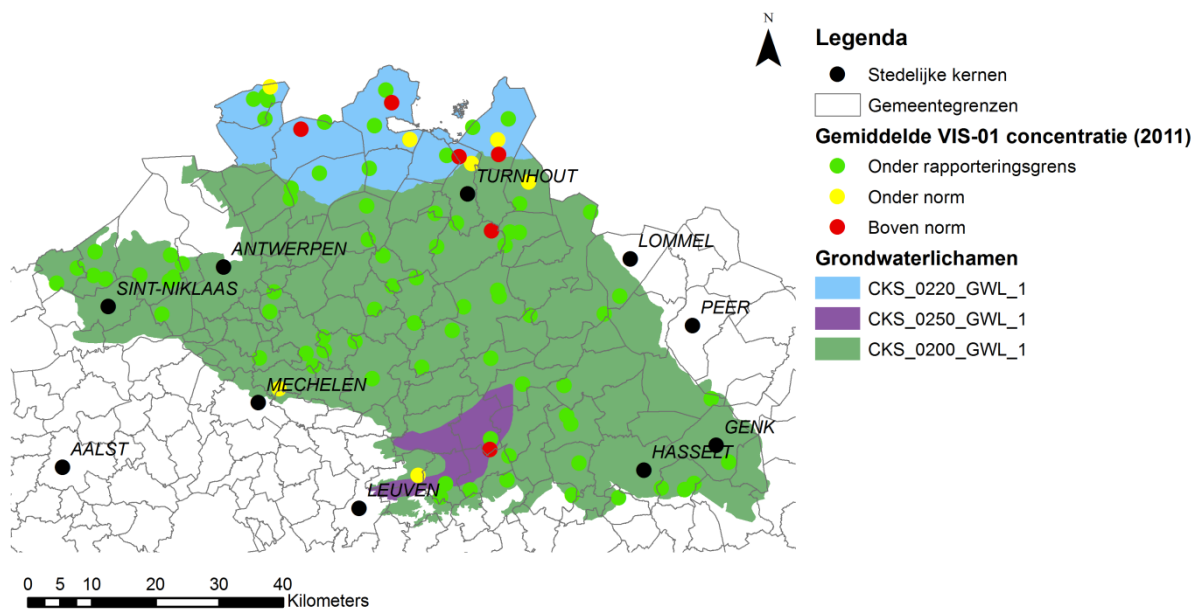 N
Legenda
Stedelijke kernen
Gemeentegrenzen
Gemiddelde VIS-01 concentratie (2011)
Onder rapporteringsgrens
Onder norm
Boven norm
Grondwaterlichamen
CKS_0220_GWL_1
CKS_0250_GWL_1
CKS_0200_GWL_1
TURNHOUT
ANTWERPEN
LOMMEL
SINT-NIKLAAS
PEER
MECHELEN
GENK
AALST
HASSELT
LEUVEN
0 5 10 20 30 40
Kilometers